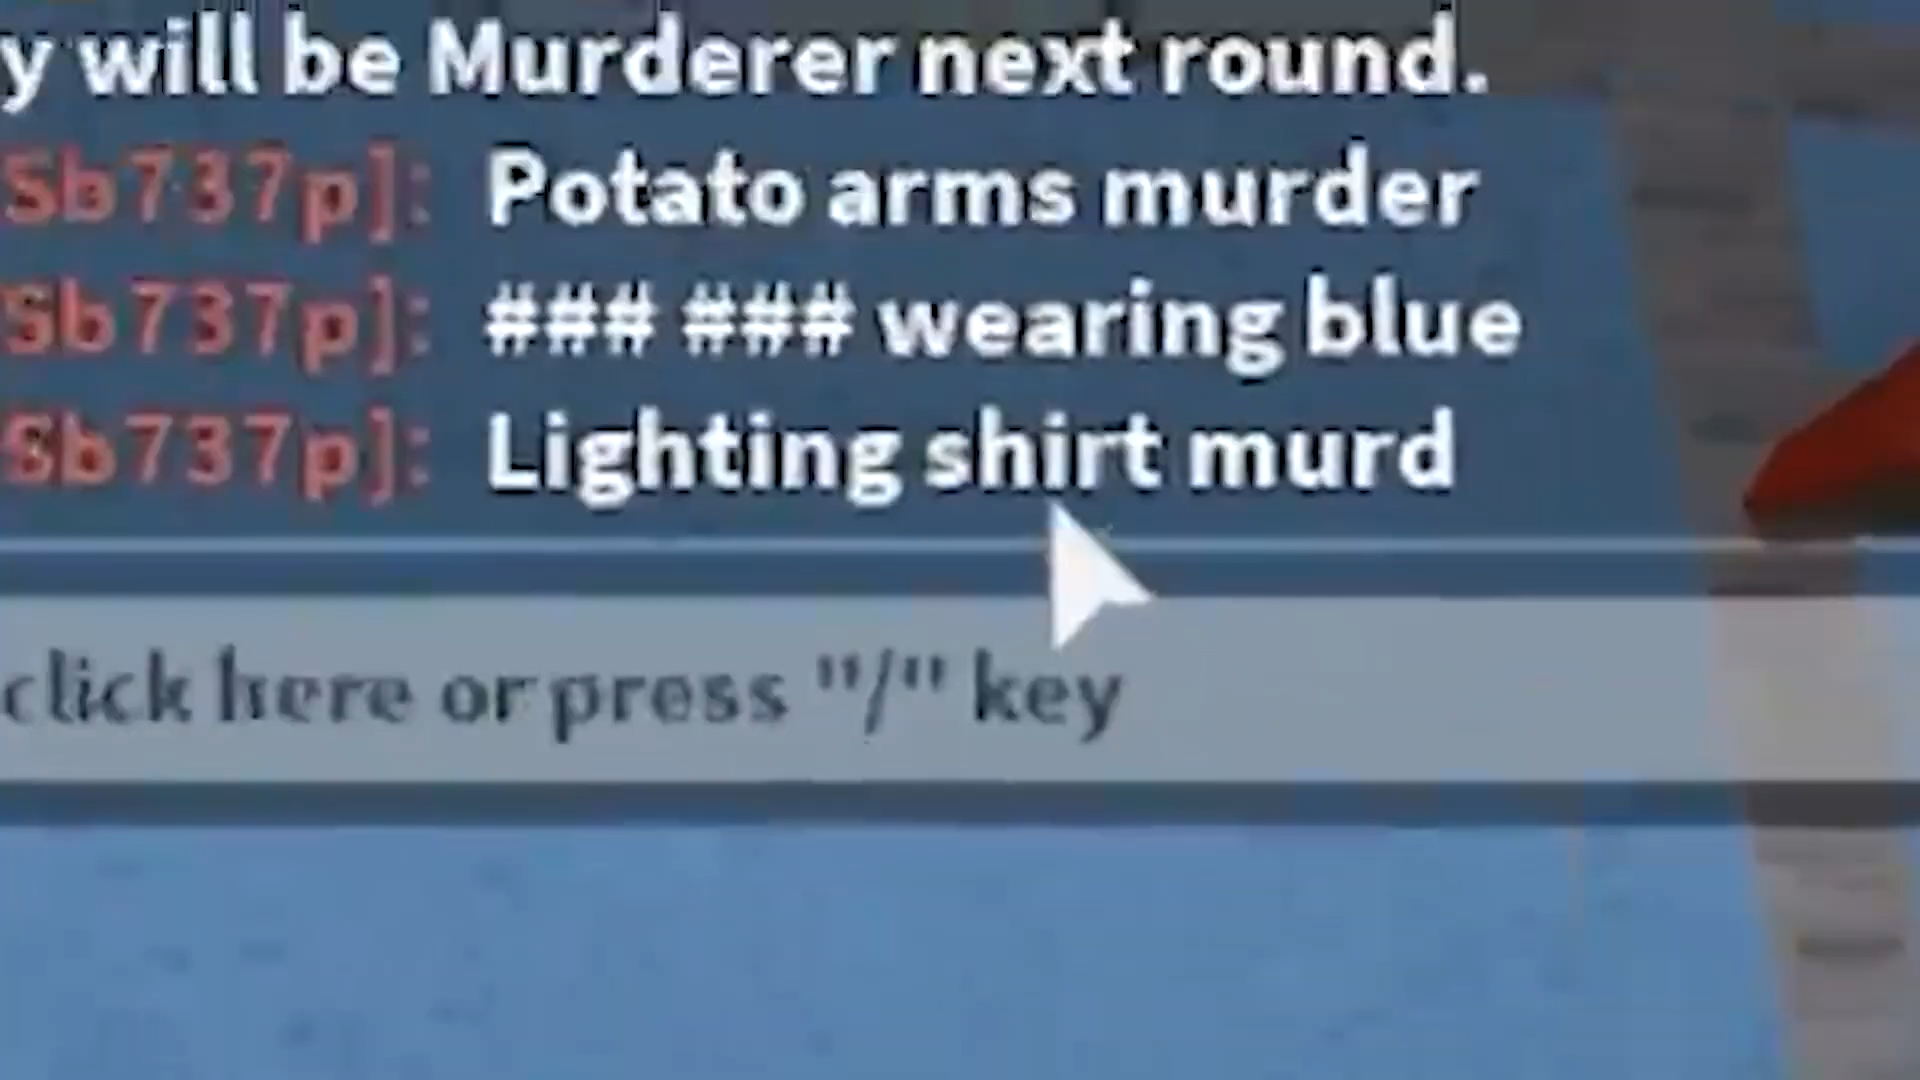 y will be Murderer next round.
Sb737p]: Potato arms murder
Sb737p]: ### ### wearing blue
Sb737p]: Lighting shirt murd
click here or press "/" key